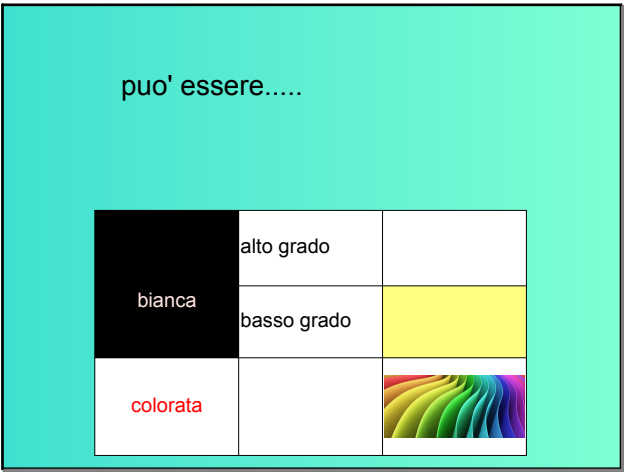 puo' essere.....
alto grado
bianca
basso grado
colorata